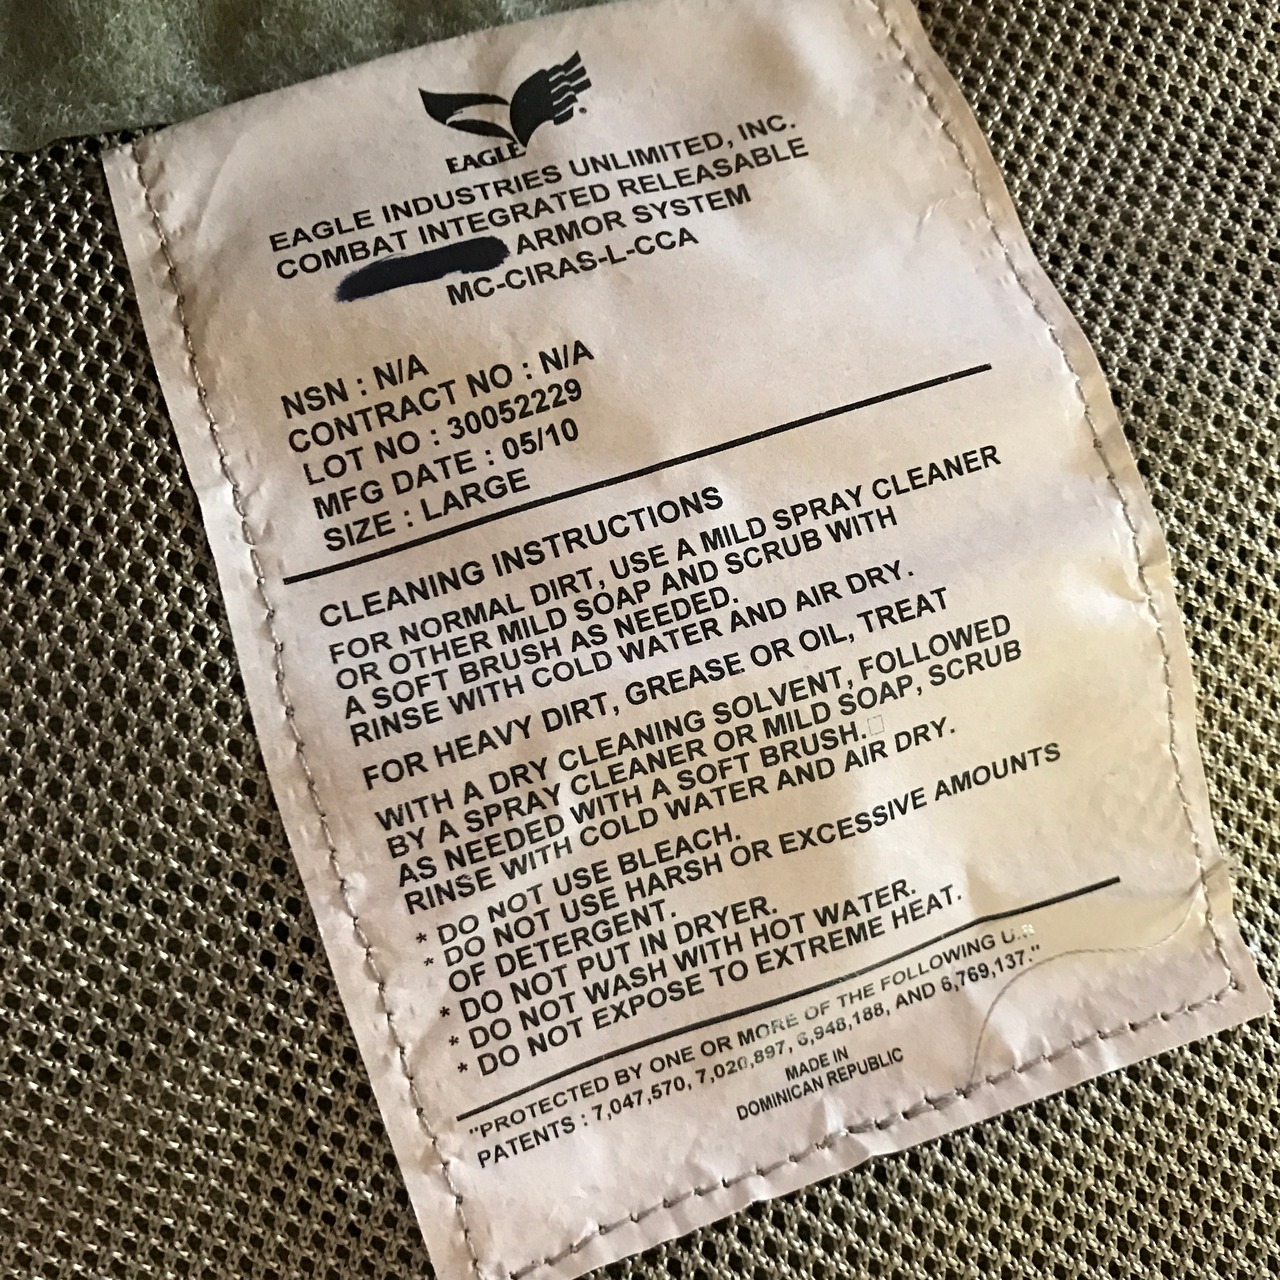 EAGLE
EAGLE INDUSTRIES UNLIMITED, INC.
COMBAT INTEGRATED RELEASABLE
ARMOR SYSTEM
MC-CIRAS-L-CCA
NSN : N/A
CONTRACT NO : N/A
LOT NO : 30052229
MFG DATE : 05/10
SIZE : LARGE
CLEANING INSTRUCTIONS
FOR NORMAL DIRT, USE A MILD SPRAY CLEANER
OR OTHER MILD SOAP AND SCRUB WITH
A SOFT BRUSH AS NEEDED.
RINSE WITH COLD WATER AND AIR DRY.
FOR HEAVY DIRT, GREASE OR OIL, TREAT
WITH A DRY CLEANING SOLVENT, FOLLOWED
BY A SPRAY CLEANER OR MILD SOAP, SCRUB
AS NEEDED WITH A SOFT BRUSH.□
RINSE WITH COLD WATER AND AIR DRY.
* DO NOT USE BLEACH.
* DO NOT USE HARSH OR EXCESSIVE AMOUNTS
OF DETERGENT.
* DO NOT PUT IN DRYER.
* DO NOT WASH WITH HOT WATER.
* DO NOT EXPOSE TO EXTREME HEAT.
"PROTECTED BY ONE OR MORE OF THE FOLLOWING U.S
PATENTS : 7,047,570, 7,020,897, 6,948,188, AND 6,769,137."
MADE IN
DOMINICAN REPUBLIC